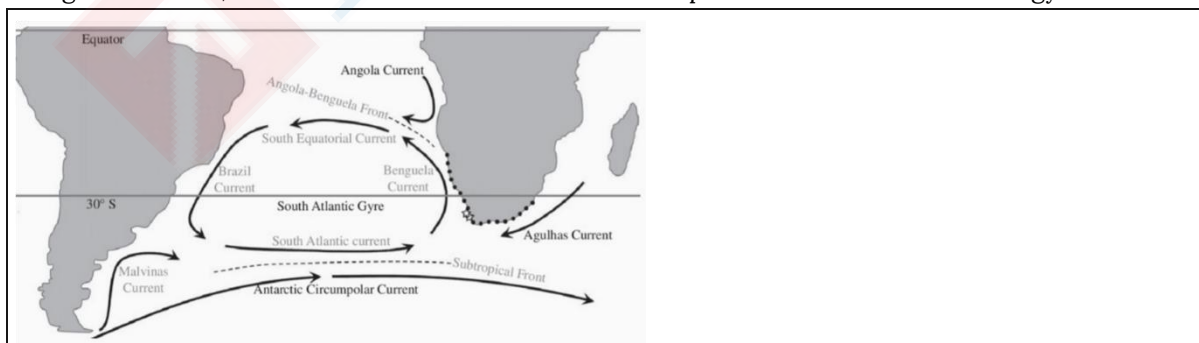 Equator
Angola Current
Angola-Benguela Front
South Equatorial Current
Brazil
Current
Benguela
Current
30° S
South Atlantic Gyre
Agulhas Current
South Atlantic current
Malvinas
Current
Subtropical Front
Antarctic Circumpolar Current